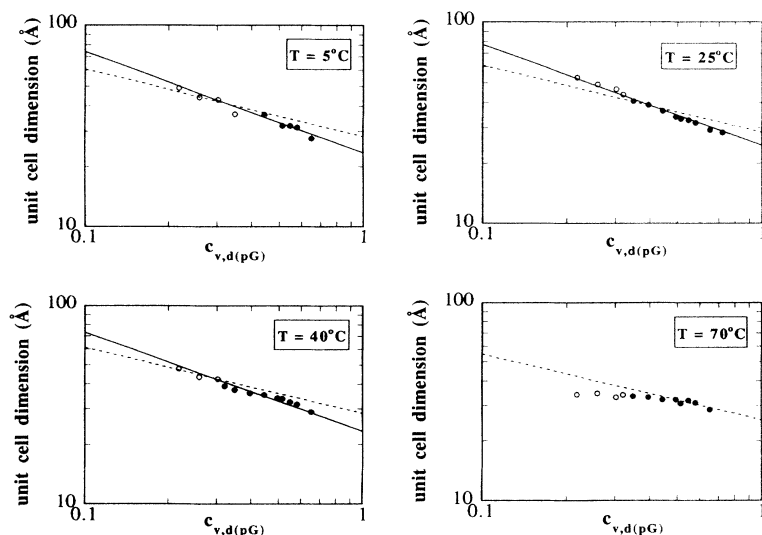 unit cell dimension (Å)
100
10
0.1
1
T = 5°C
c v,d(pG)
unit cell dimension (Å)
100
10
0.1
1
T = 25°C
c v,d(pG)
unit cell dimension (Å)
100
10
0.1
1
T = 40°C
c v,d(pG)
unit cell dimension (Å)
100
10
0.1
1
T = 70°C
c v,d(pG)